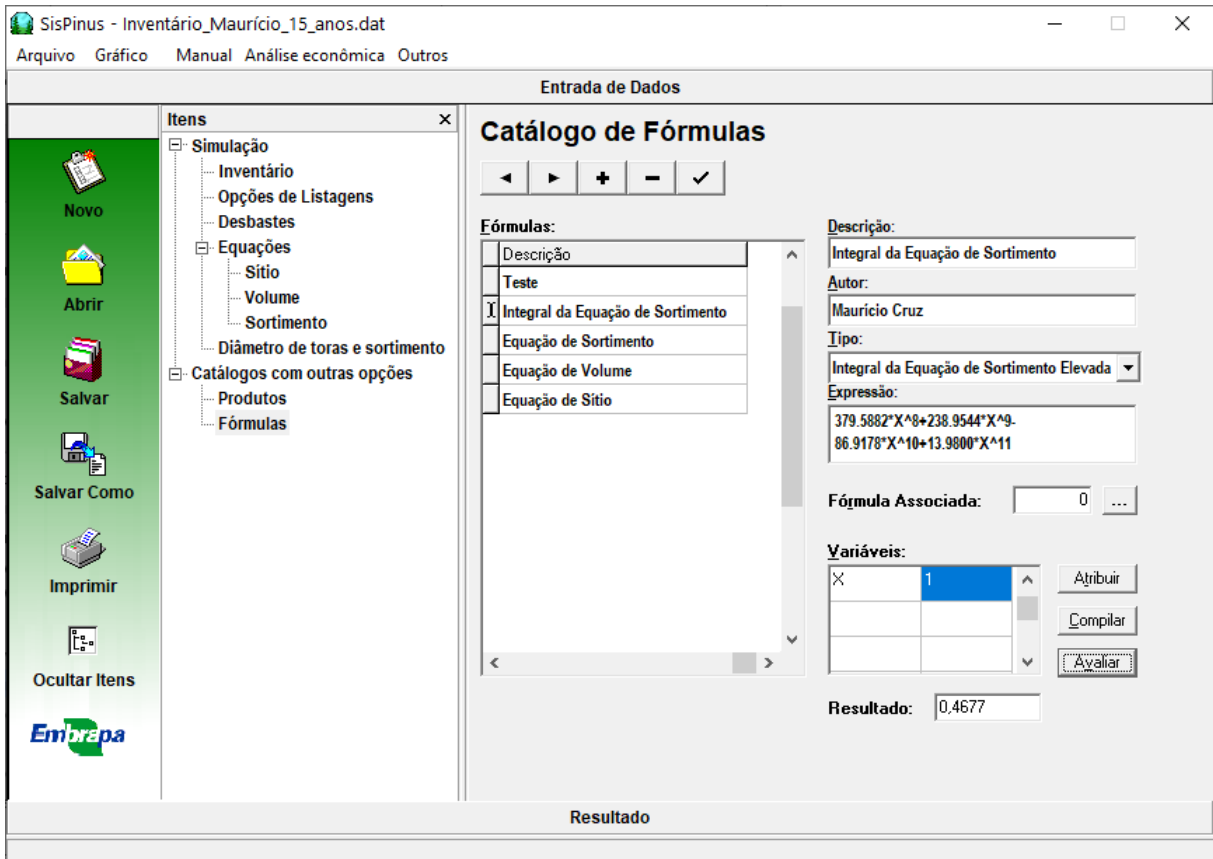 SisPinus - Inventário_Maurício_15_anos.dat
Arquivo Gráfico Manual Análise econômica Outros
Entrada de Dados
Novo
Abrir
Salvar
Salvar Como
Imprimir
Ocultar Itens
Embrapa
Itens
Simulação
Inventário
Opções de Listagens
Desbastes
Equações
Sítio
Volume
Sortimento
Diâmetro de toras e sortimento
Catálogos com outras opções
Produtos
Fórmulas
Catálogo de Fórmulas
Fórmulas:
Descrição
Teste
Integral da Equação de Sortimento
Equação de Sortimento
Equação de Volume
Equação de Sítio
Descrição:
Integral da Equação de Sortimento
Autor:
Maurício Cruz
Tipo:
Integral da Equação de Sortimento Elevada
Expressão:
379.5882*X^8+238.9544*X^9-
86.9178*X^10+13.9800*X^11
Fórmula Associada: 0 ...
Variáveis:
X 1
Atribuir
Compilar
Avaliar
Resultado: 0,4677
Resultado